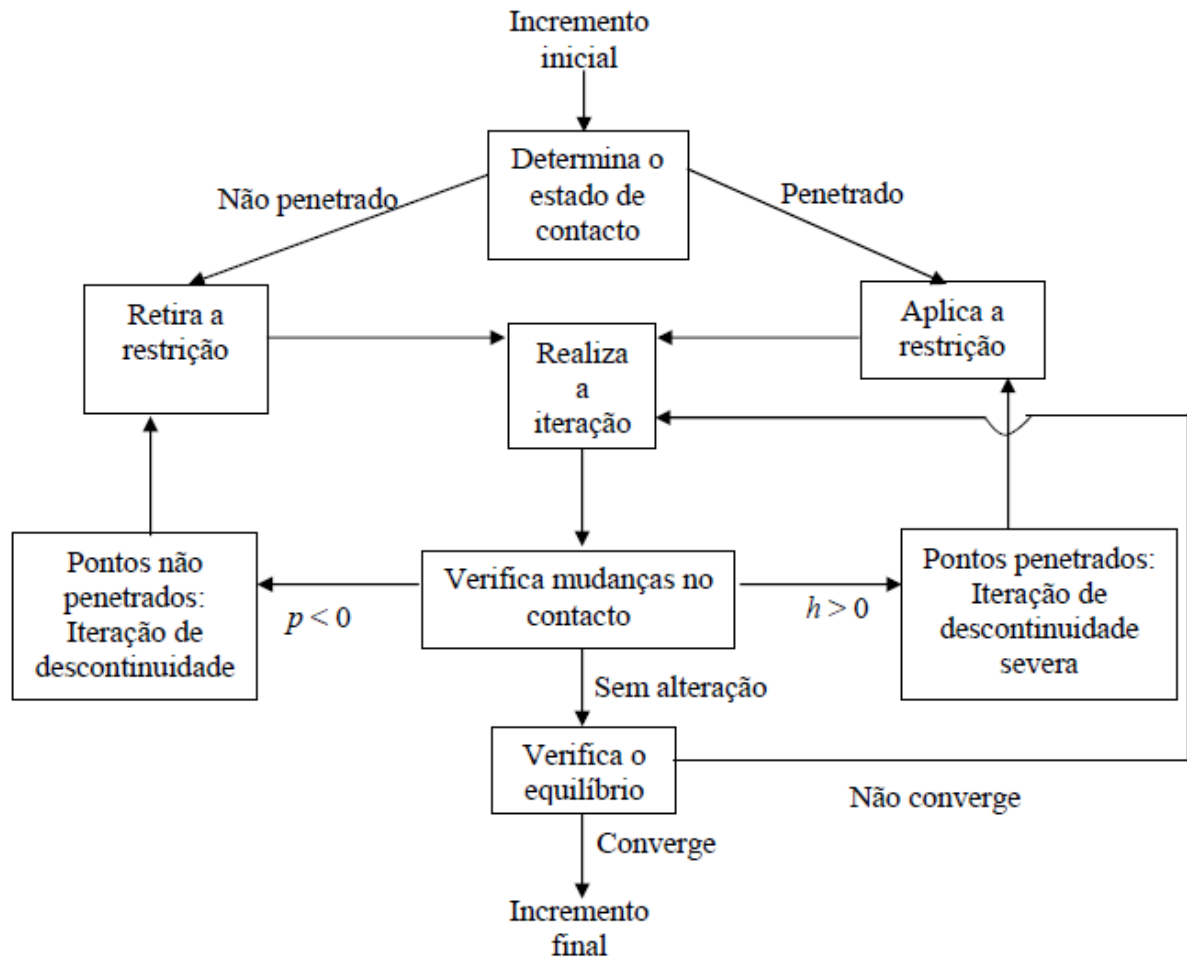 Incremento
inicial
Determina o
estado de
contacto
Não penetrado
Penetrado
Retira a
restrição
Realiza
a
iteração
Aplica a
restrição
Pontos não
penetrados:
Iteração de
descontinuidade
p < 0
Verifica mudanças no
contacto
h > 0
Pontos penetrados:
Iteração de
descontinuidade
severa
Sem alteração
Verifica o
equilíbrio
Não converge
Converge
Incremento
final